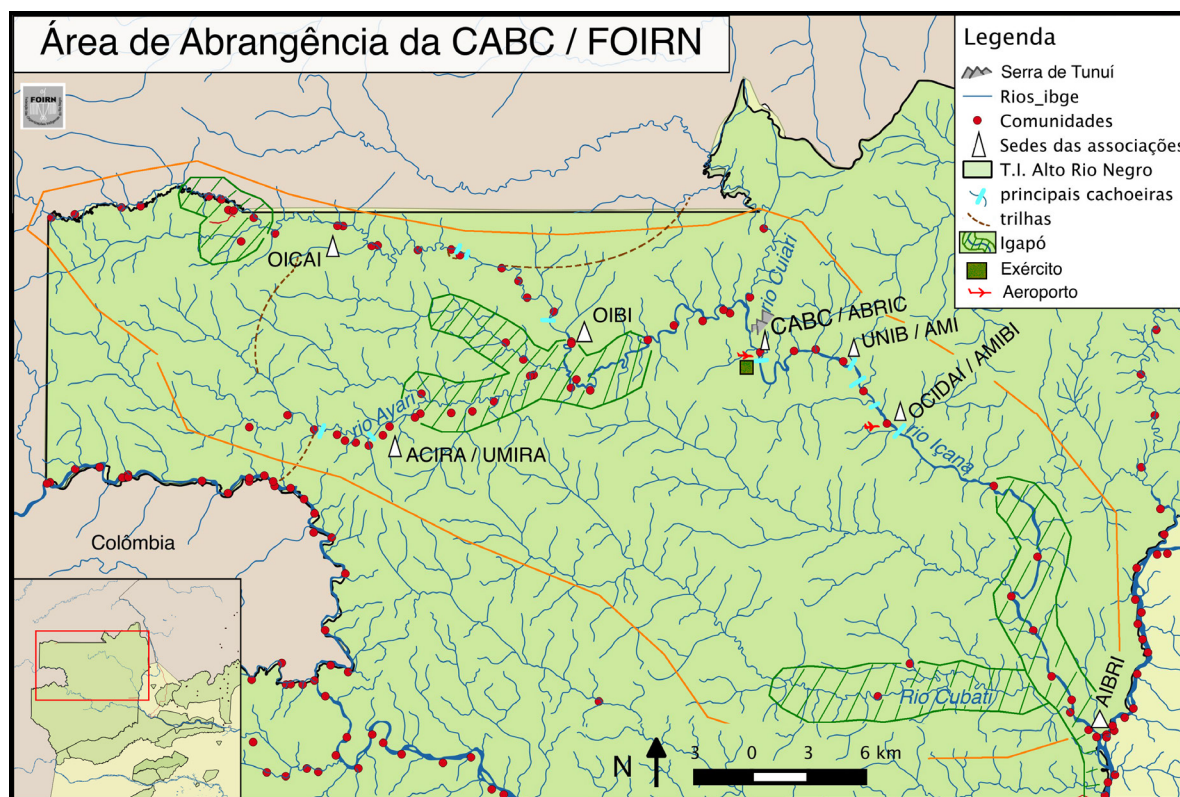 Área de Abrangência da CABC / FOIRN
FOIRN
Legenda
Serra de Tunuí
Rios_ibge
Comunidades
Sedes das associações
T.I. Alto Rio Negro
principais cachoeiras
trilhas
Igapó
Exército
Aeroporto
OICAI
rio Cuiari
OIBI
CABC / ABRIC
UNIB / AMI
OCIDAI / AMIBI
rio Ayari
ACIRA / UMIRA
rio Içana
Colômbia
Rio Cubati
AIBRI
N
3 0 3 6 km